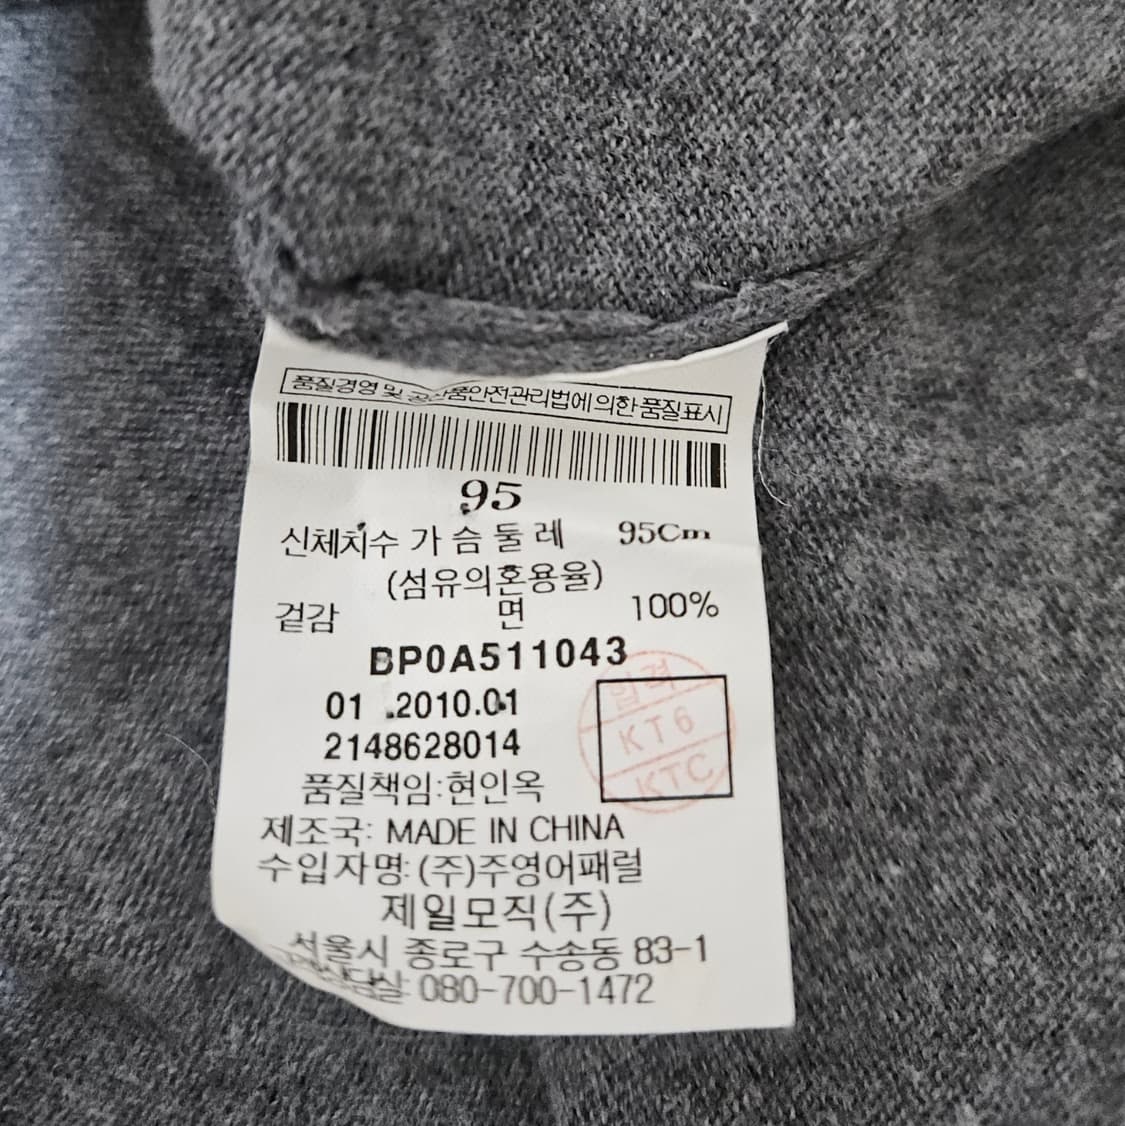 품질경영 및 공산품안전관리법에 의한 품질표시
95
신체치수 가슴둘레 95Cm
(섬유의혼용율)
겉감 면 100%
BP0A511043
01 .2010.01
2148628014
검력
KT6
KTC
품질책임:현인옥
제조국: MADE IN CHINA
수입자명: (주)주영어패럴
제일모직(주)
서울시 종로구 수송동 83-1
080-700-1472